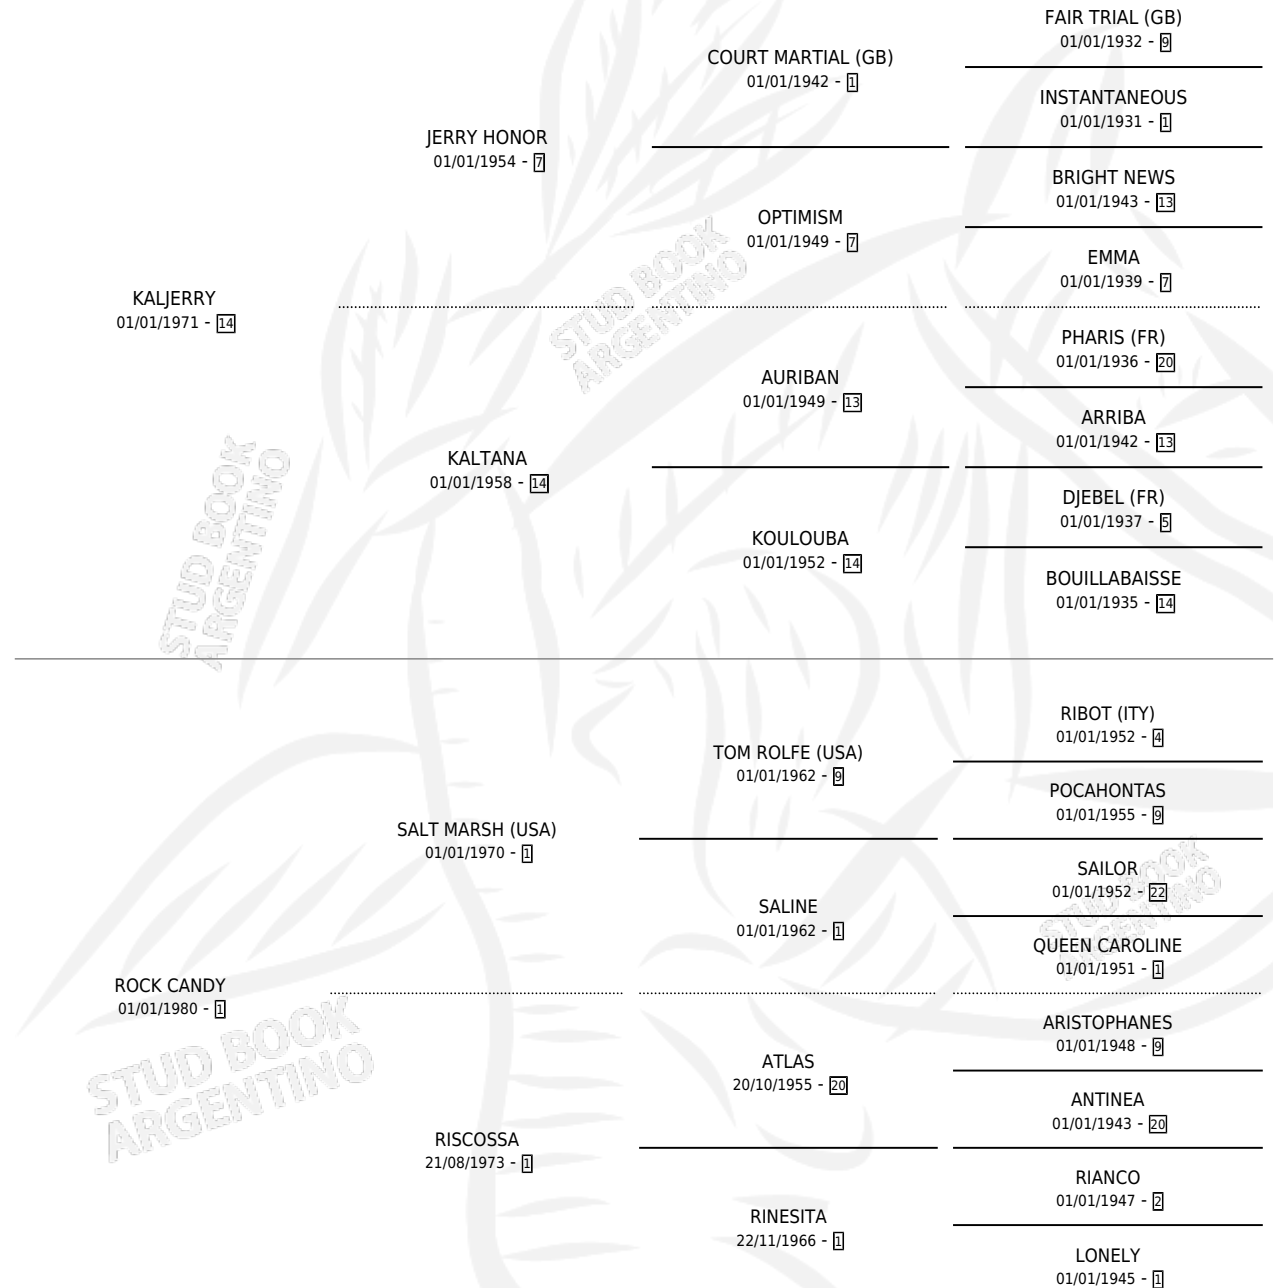 FAIR TRIAL (GB)
01/01/1932 - 9
COURT MARTIAL (GB)
01/01/1942 - 1
INSTANTANEOUS
01/01/1931 - 1
JERRY HONOR
01/01/1954 - 7
BRIGHT NEWS
01/01/1943 - 13
OPTIMISM
01/01/1949 - 7
EMMA
01/01/1939 - 7
KALJERRY
01/01/1971 - 14
STUD BOOK
ARGENTINO
PHARIS (FR)
01/01/1936 - 20
AURIBAN
01/01/1949 - 13
ARRIBA
01/01/1942 - 13
KALTANA
01/01/1958 - 14
DJEBEL (FR)
01/01/1937 - 5
KOULOUBA
01/01/1952 - 14
BOUILLABAISSE
01/01/1935 - 14
STUD BOOK
ARGENTINO
RIBOT (ITY)
01/01/1952 - 4
TOM ROLFE (USA)
01/01/1962 - 9
POCAHONTAS
01/01/1955 - 9
SALT MARSH (USA)
01/01/1970 - 1
SAILOR
01/01/1952 - 22
SALINE
01/01/1962 - 1
STUD BOOK
ARGENTINO
QUEEN CAROLINE
01/01/1951 - 1
ROCK CANDY
01/01/1980 - 1
STUD BOOK
ARGENTINO
ARISTOPHANES
01/01/1948 - 9
ATLAS
20/10/1955 - 20
ANTINEA
01/01/1943 - 20
RISCOSSA
21/08/1973 - 1
RIANCO
01/01/1947 - 2
RINESITA
22/11/1966 - 1
LONELY
01/01/1945 - 1